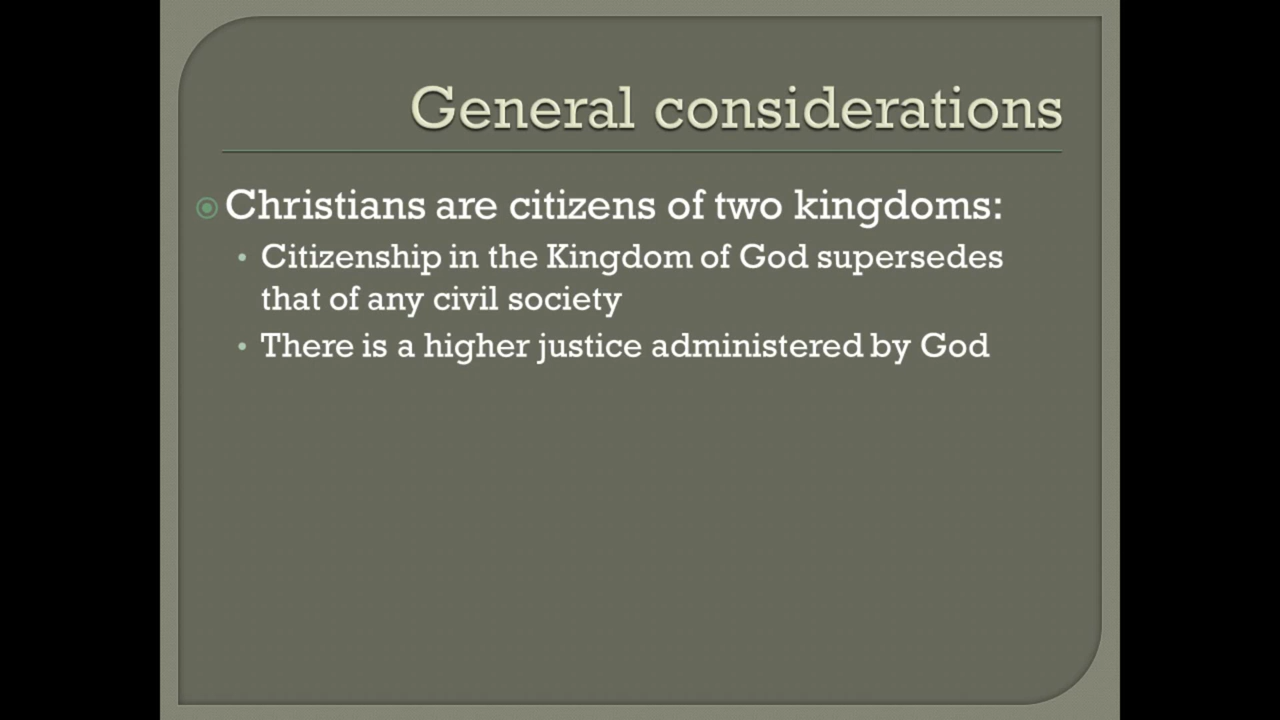 General considerations
Christians are citizens of two kingdoms:
• Citizenship in the Kingdom of God supersedes
that of any civil society
• There is a higher justice administered by God